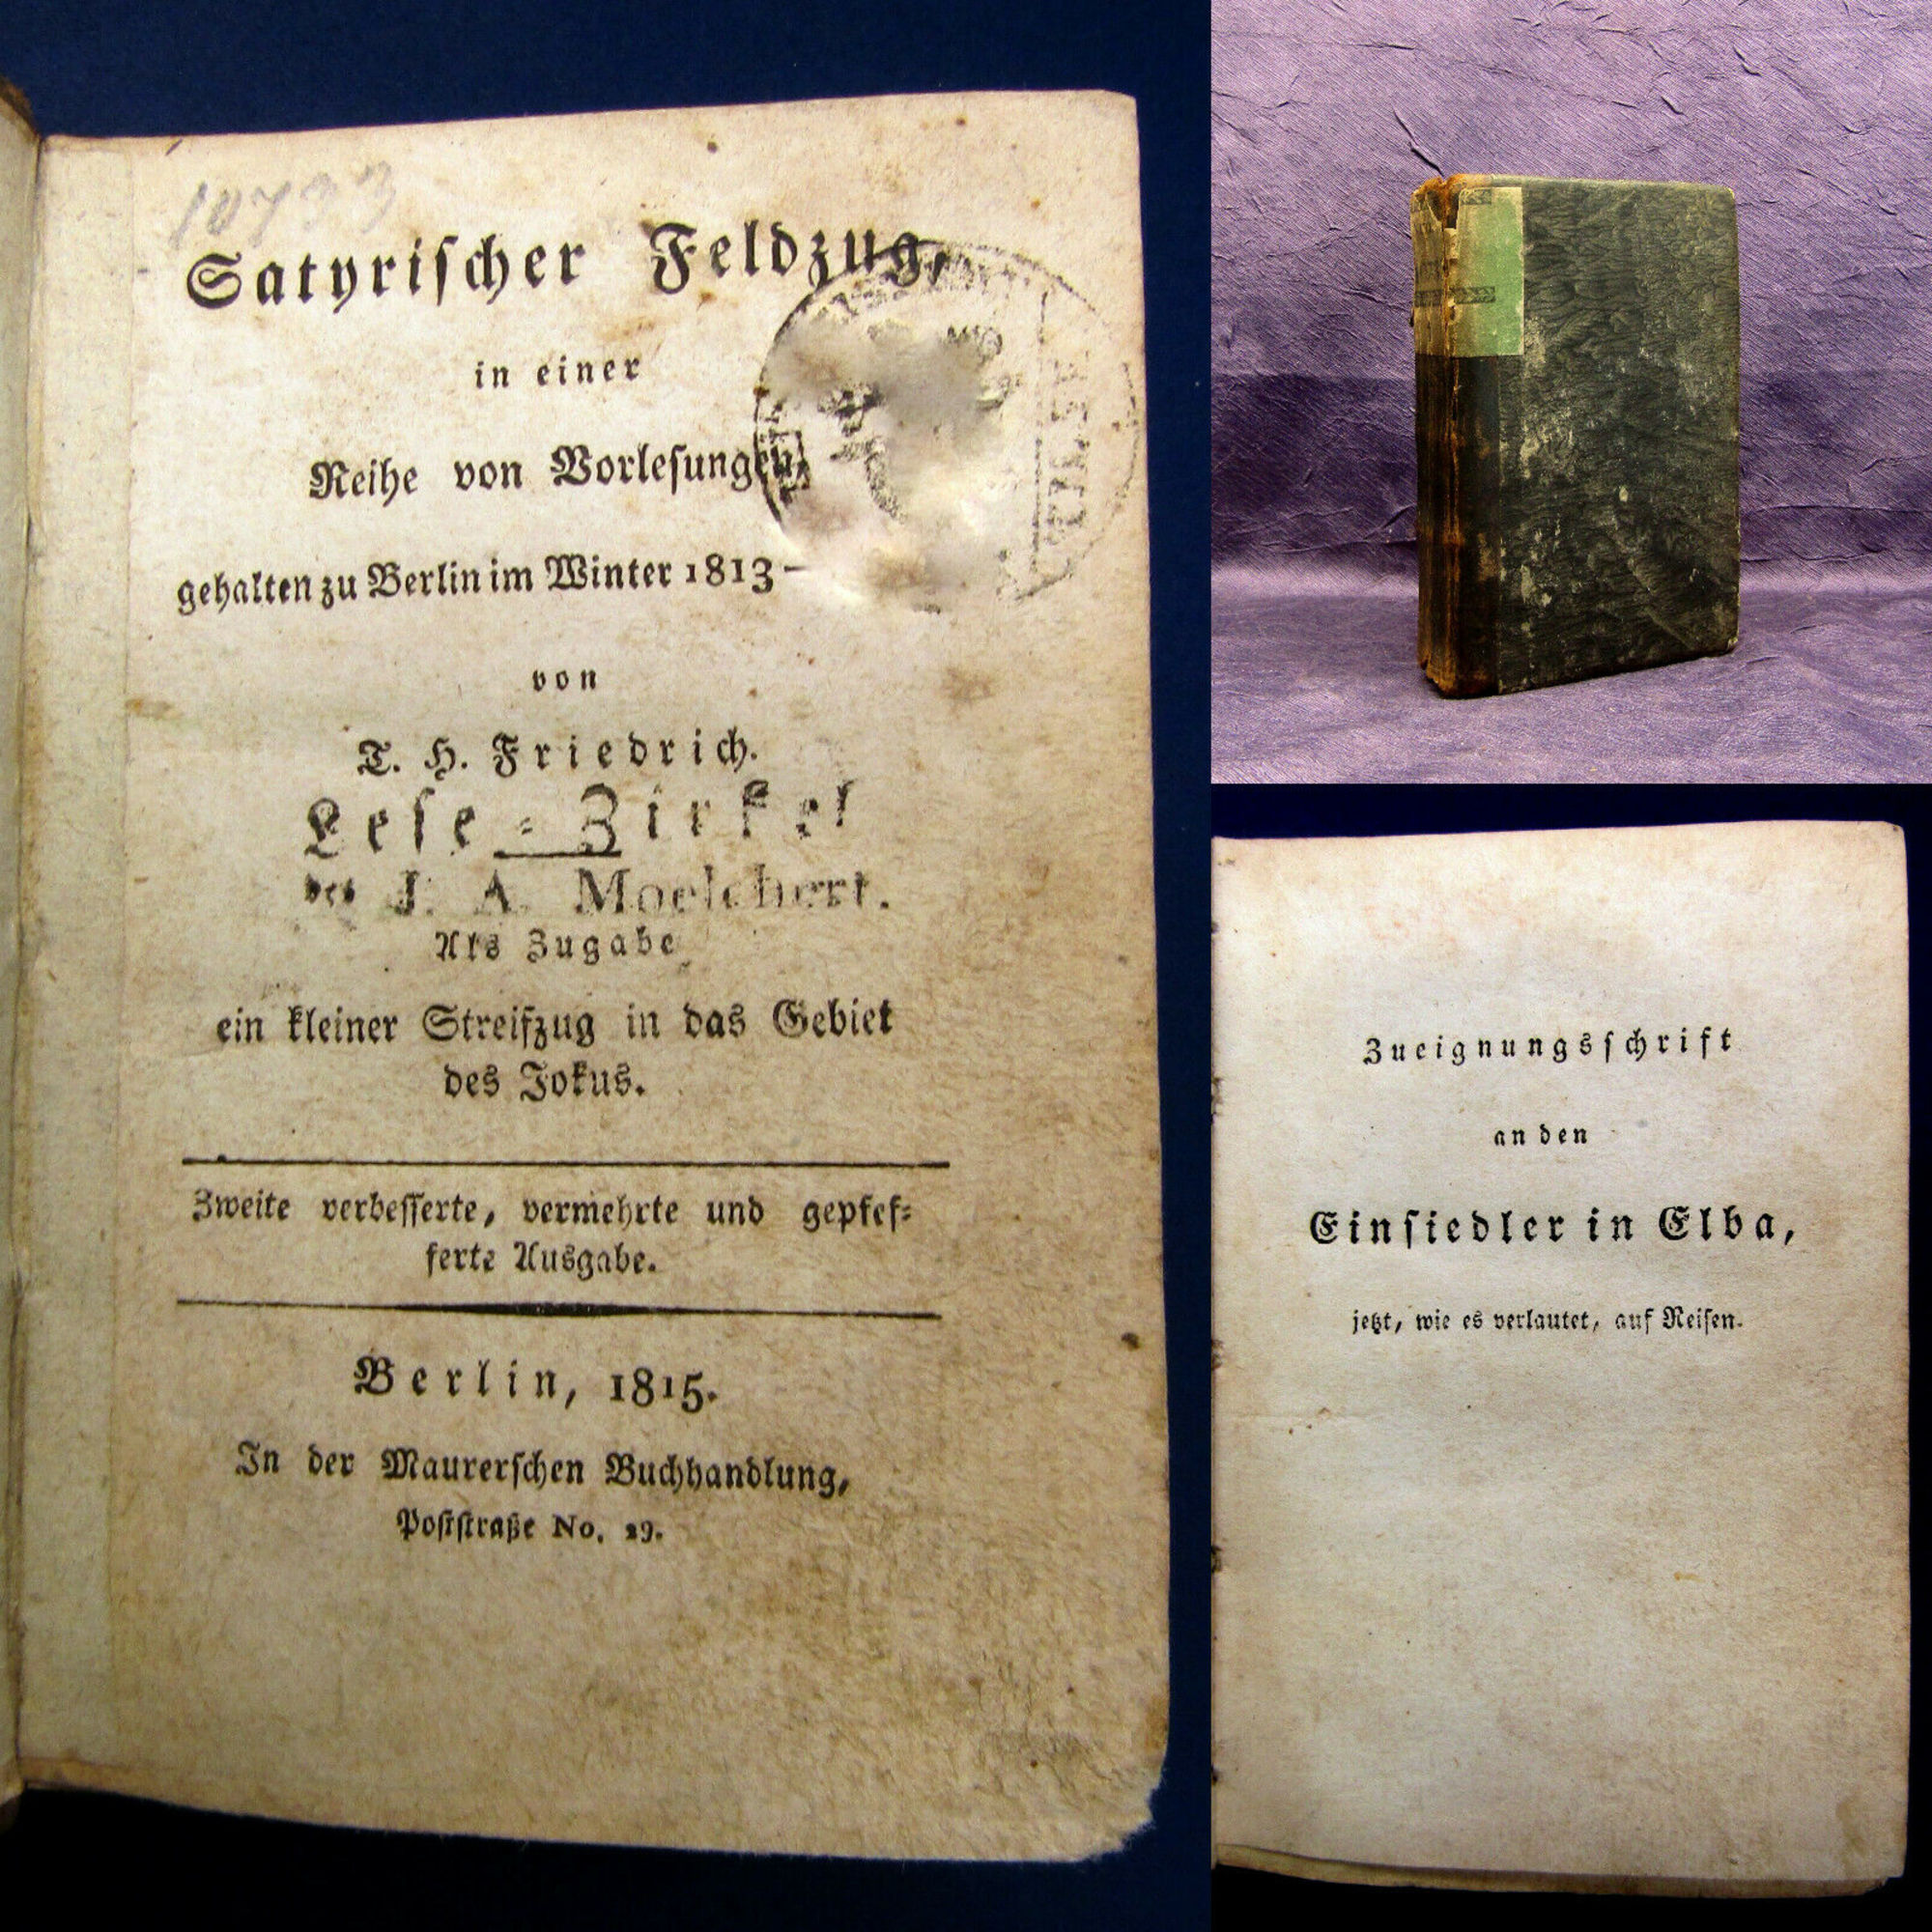 10733
Satyriſcher Feldzug,
in einer
Reihe von Vorleſungen,
gehalten zu Berlin im Winter 1813–
von
T. H. Friedrich.
Leſe-Zirkel
des J. A. Moelchert.
Als Zugabe
ein kleiner Streifzug in das Gebiet
des Jokus.
Zweite verbeſſerte, vermehrte und gepfef-
ferte Ausgabe.
Berlin, 1815.
In der Maurerſchen Buchhandlung,
Poſtſtraße No. 29.
Zueignungsſchrift
an den
Einſiedler in Elba,
jetzt, wie es verlautet, auf Reiſen.